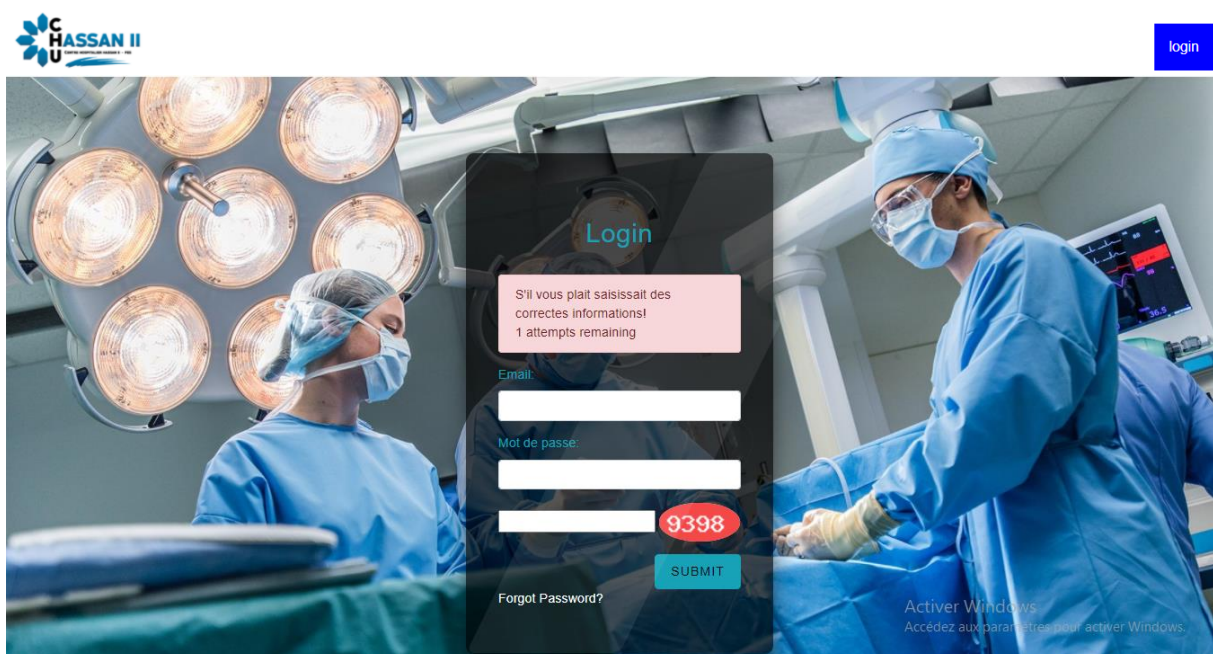 CHU
HASSAN II
login
Login
S'il vous plait saisissait des
correctes informations!
1 attempts remaining
Email:
Mot de passe:
9398
SUBMIT
Forgot Password?
Activer Windows
Accédez aux paramètres pour activer Windows.